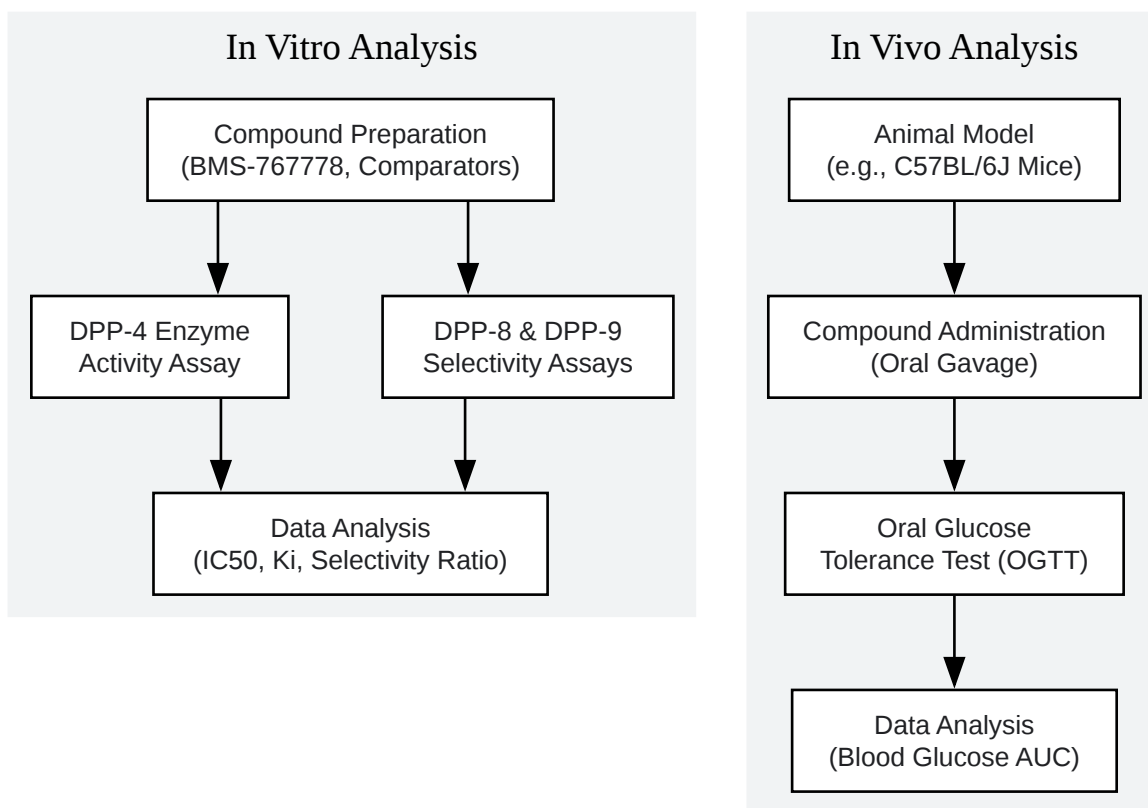 In Vitro Analysis
Compound Preparation
(BMS-767778, Comparators)
DPP-4 Enzyme
Activity Assay
DPP-8 & DPP-9
Selectivity Assays
Data Analysis
(IC50, Ki, Selectivity Ratio)
In Vivo Analysis
Animal Model
(e.g., C57BL/6J Mice)
Compound Administration
(Oral Gavage)
Oral Glucose
Tolerance Test (OGTT)
Data Analysis
(Blood Glucose AUC)